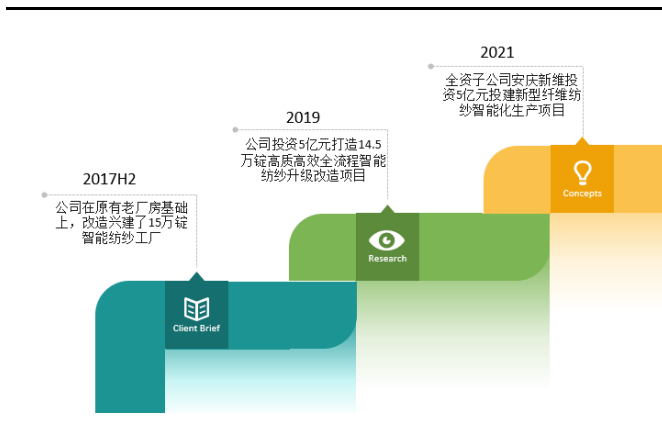 2021
全资子公司安庆新维投
资5亿元投建新型纤维纺
纱智能化生产项目
Concepts
2019
公司投资5亿元打造14.5
万锭高质高效全流程智能
纺纱升级改造项目
Research
2017H2
公司在原有老厂房基础
上，改造兴建了15万锭
智能纺纱工厂
Client Brief